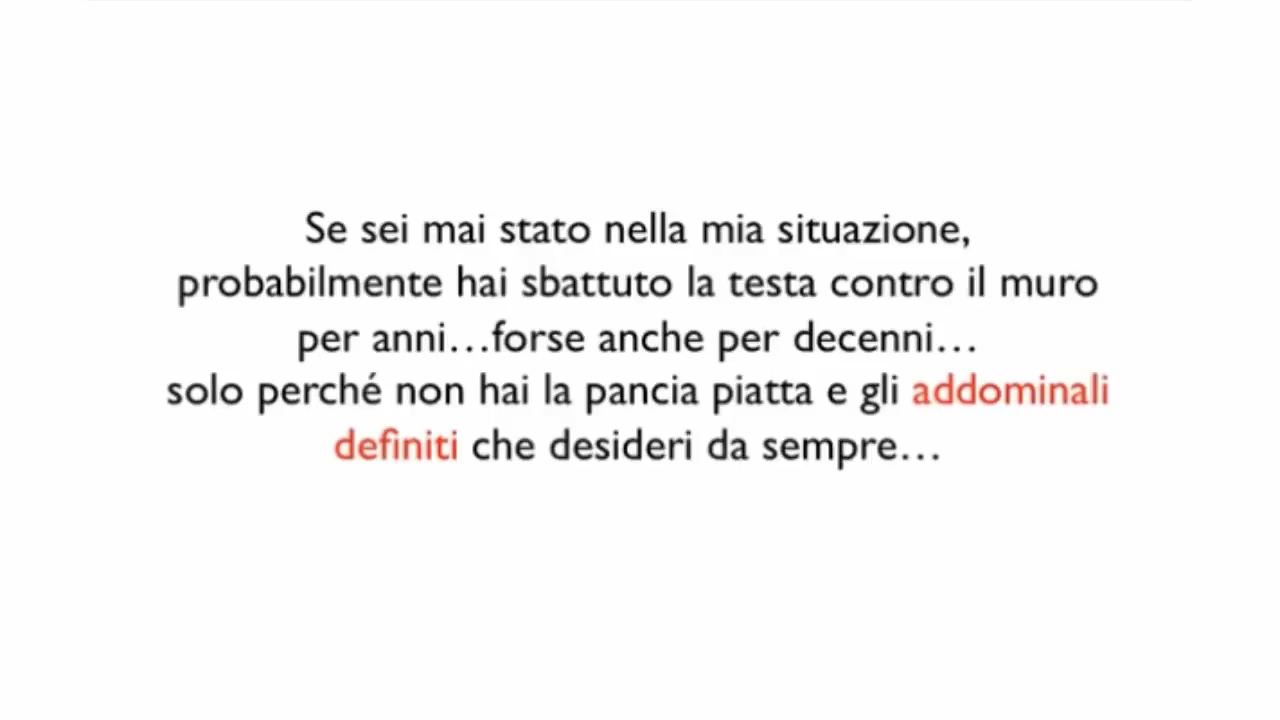 Se sei mai stato nella mia situazione,
probabilmente hai sbattuto la testa contro il muro
per anni…forse anche per decenni…
solo perché non hai la pancia piatta e gli addominali
definiti che desideri da sempre…